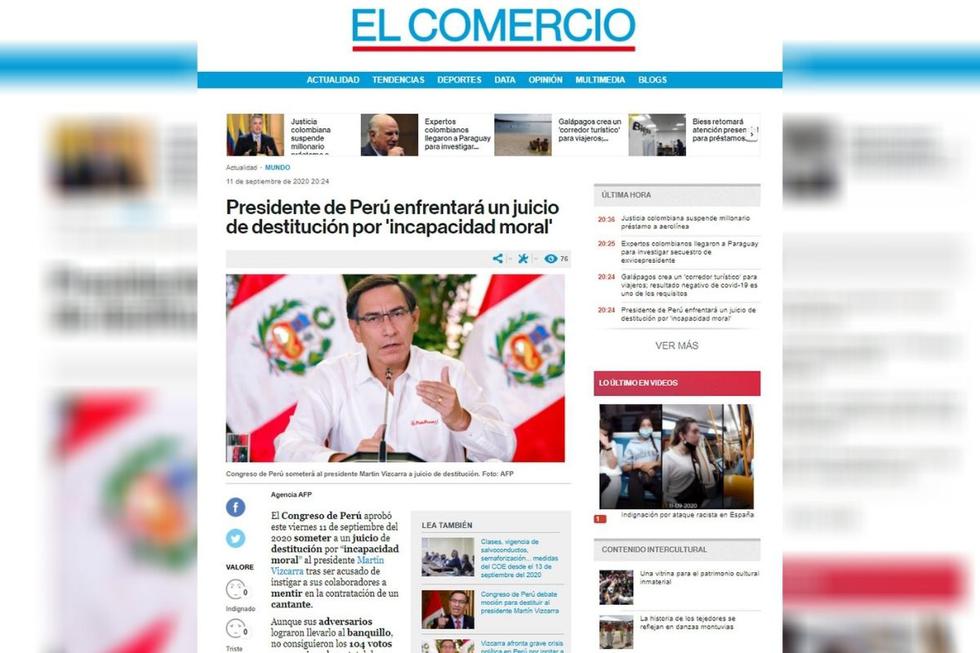 EL COMERCIO
ACTUALIDAD TENDENCIAS DEPORTES DATA OPINIÓN MULTIMEDIA BLOGS
Justicia
colombiana
suspende
millonario
préstamo a
Expertos
colombianos
llegaron a Paraguay
para investigar...
Galápagos crea un
'corredor turístico'
para viajeros;...
Biess retomará
atención presen
para préstamos
Actualidad - MUNDO
11 de septiembre de 2020 20:24
Presidente de Perú enfrentará un juicio
de destitución por 'incapacidad moral'
76
Congreso de Perú someterá al presidente Martín Vizcarra a juicio de destitución. Foto: AFP
Agencia AFP
El Congreso de Perú aprobó
este viernes 11 de septiembre del
2020 someter a un juicio de
destitución por "incapacidad
moral" al presidente Martín
Vizcarra tras ser acusado de
instigar a sus colaboradores a
mentir en la contratación de un
cantante.
Aunque sus adversarios
lograron llevarlo al banquillo,
no consiguieron los 104 votos
VALORE
0
Indignado
0
Triste
LEA TAMBIÉN
Clases, vigencia de
salvoconductos,
semaforización... medidas
del COE desde el 13 de
septiembre del 2020
Congreso de Perú debate
moción para destituir al
presidente Martín Vizcarra
Vizcarra afronta grave crisis
política en Perú por instar a
ÚLTIMA HORA
20:36 Justicia colombiana suspende millonario
préstamo a aerolínea
20:25 Expertos colombianos llegaron a Paraguay
para investigar secuestro de
exvicepresidente
20:24 Galápagos crea un 'corredor turístico' para
viajeros; resultado negativo de covid-19 es
uno de los requisitos
20:24 Presidente de Perú enfrentará un juicio de
destitución por 'incapacidad moral'
VER MÁS
LO ÚLTIMO EN VIDEOS
11-09-2020
1
Indignación por ataque racista en España
CONTENIDO INTERCULTURAL
Una vitrina para el patrimonio cultural
inmaterial
La historia de los tejedores se
reflejan en danzas montuvias